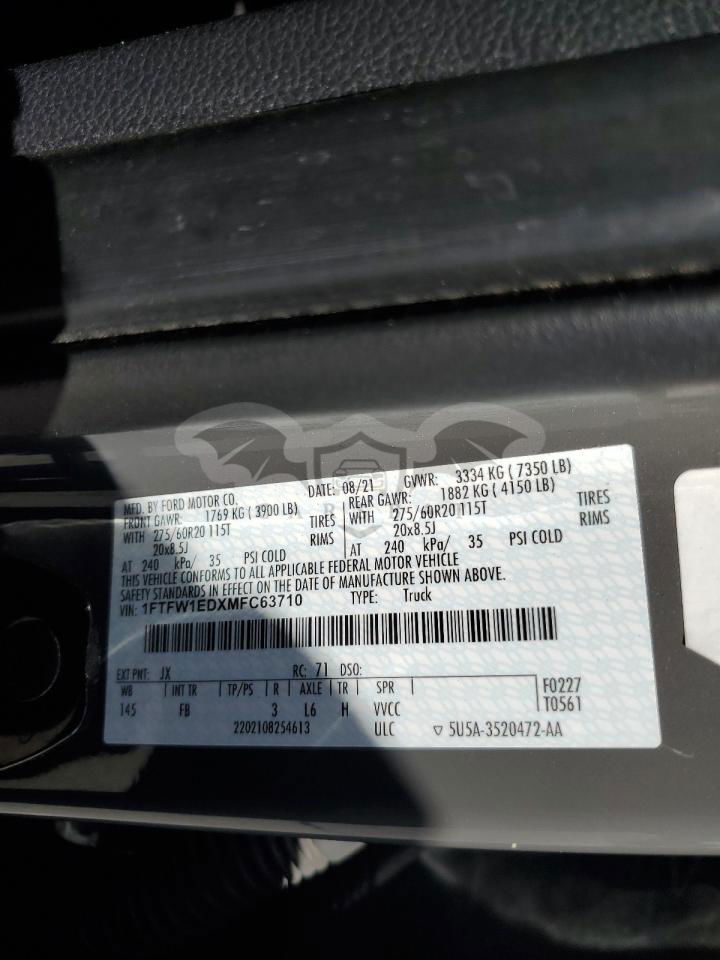 MFD. BY FORD MOTOR CO. DATE: 08/21 GVWR: 3334 KG ( 7350 LB)
FRONT GAWR: 1769 KG ( 3900 LB) REAR GAWR: 1882 KG ( 4150 LB)
WITH 275/60R20 115T TIRES WITH 275/60R20 115T TIRES
20x8.5J RIMS 20x8.5J RIMS
AT 240 kPa/ 35 PSI COLD AT 240 kPa/ 35 PSI COLD
THIS VEHICLE CONFORMS TO ALL APPLICABLE FEDERAL MOTOR VEHICLE
SAFETY STANDARDS IN EFFECT ON THE DATE OF MANUFACTURE SHOWN ABOVE.
VIN: 1FTFW1EDXMFC63710 TYPE: Truck
EXT PNT: JX RC: 71 DSO:
WB INT TR TP/PS R AXLE TR SPR F0227
145 FB 3 L6 H VVCC T0561
2202108254613 ULC ▽ 5U5A-3520472-AA